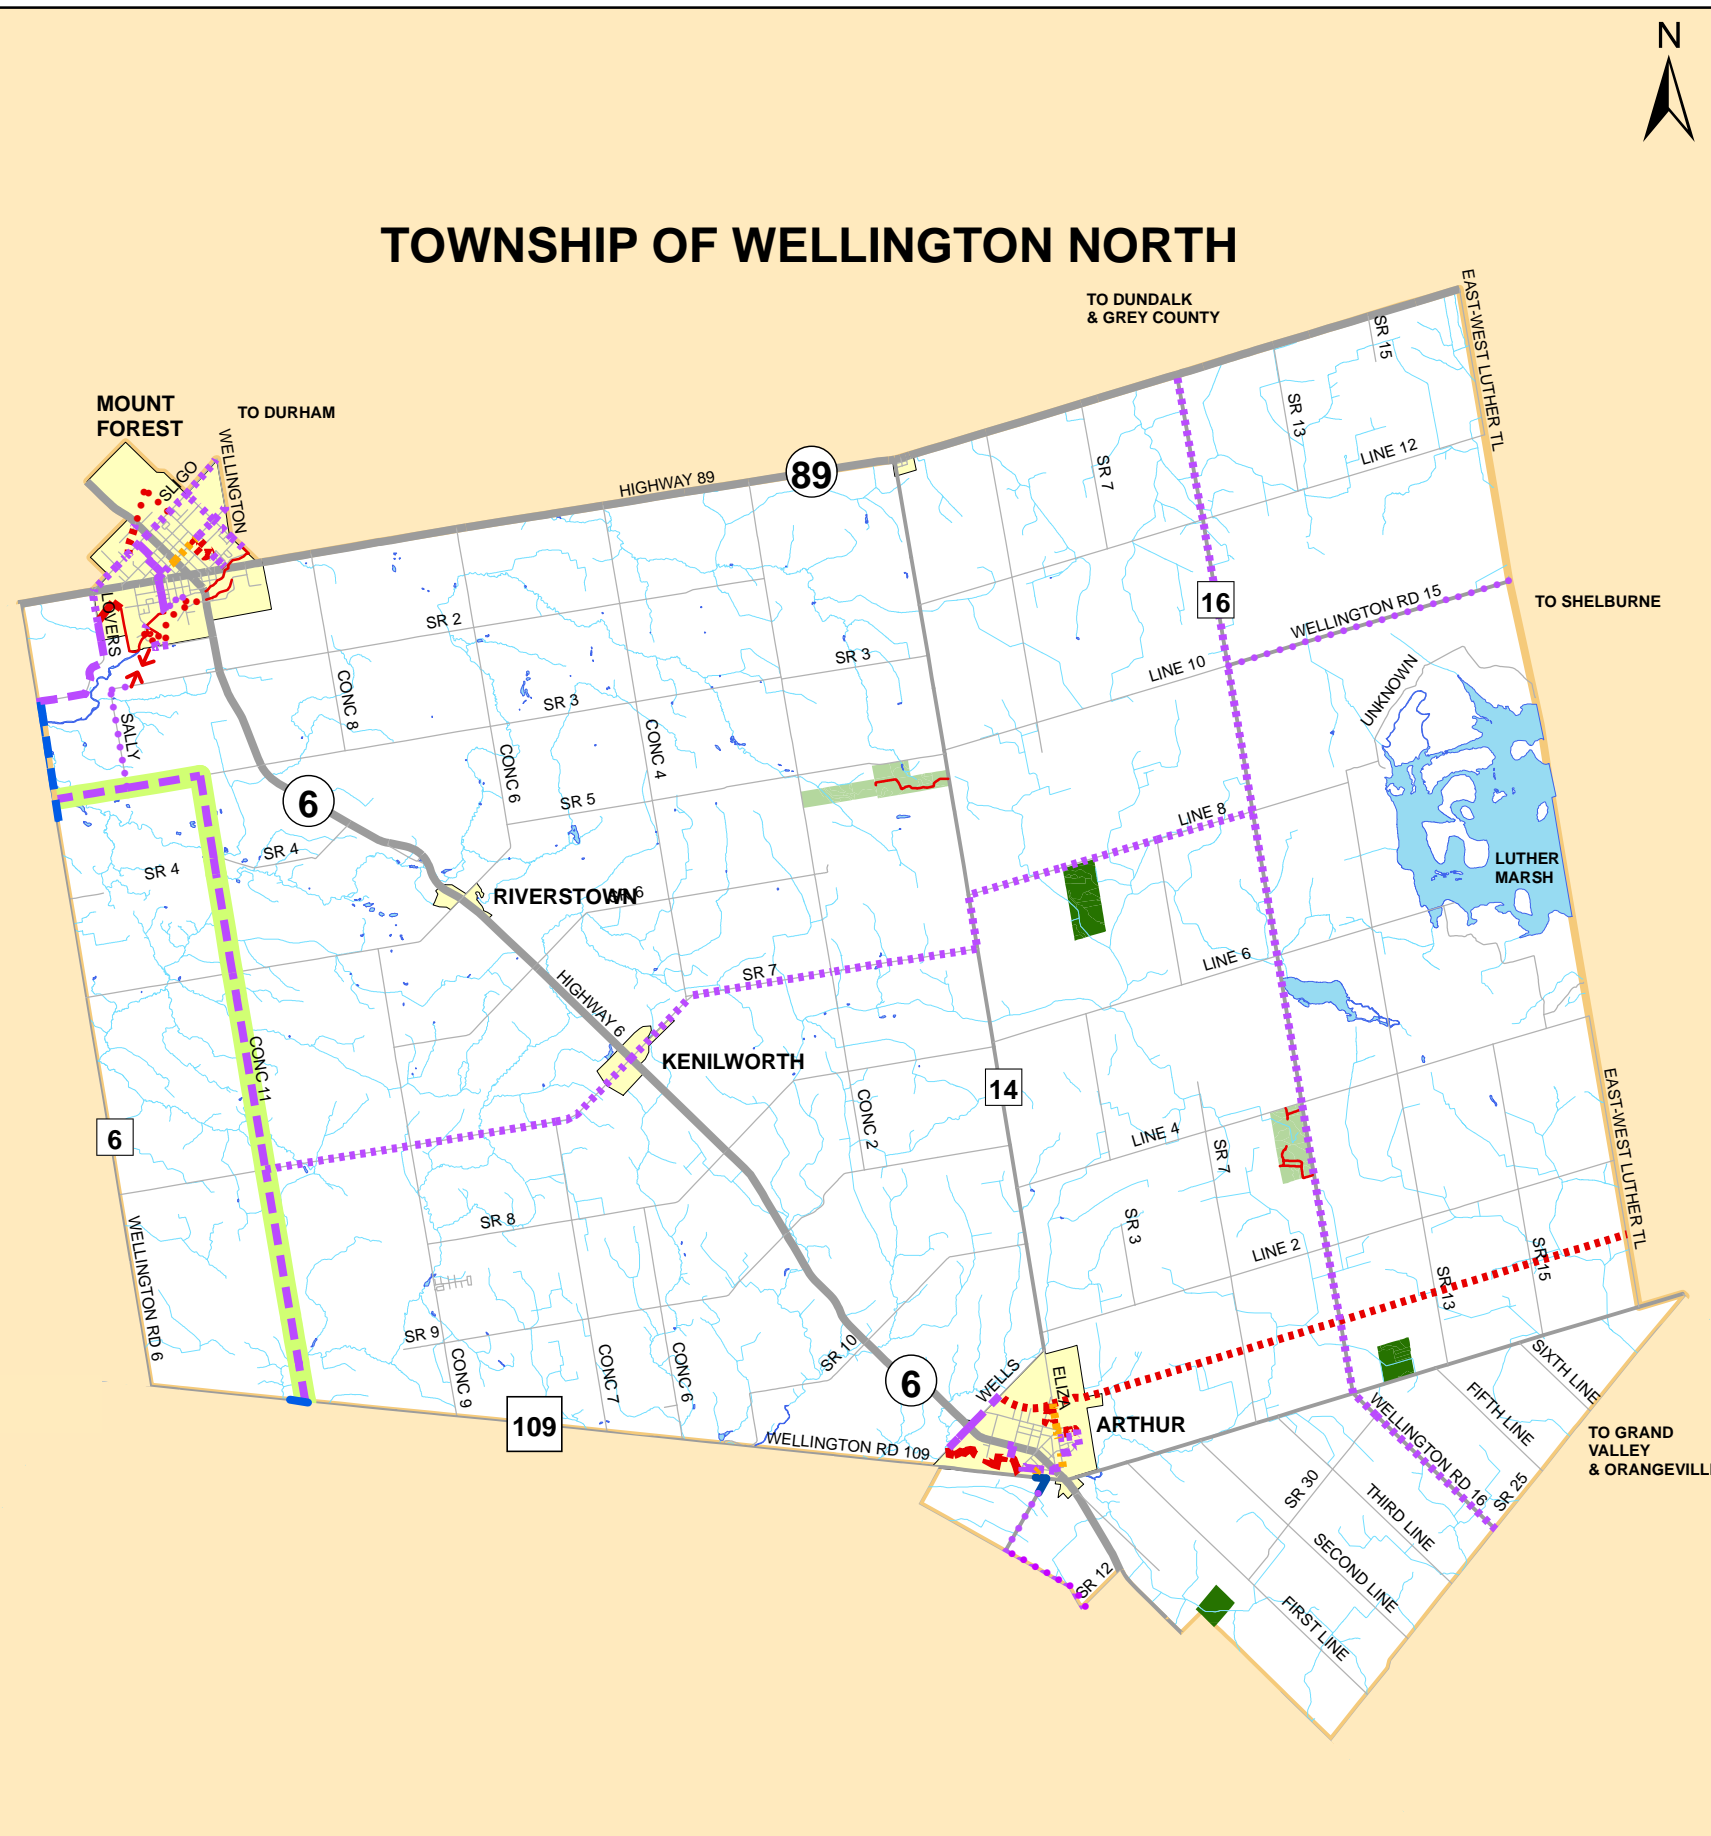 N
TOWNSHIP OF WELLINGTON NORTH
TO DUNDALK
& GREY COUNTY
EAST-WEST LUTHER TL
SR 15
MOUNT
FOREST
TO DURHAM
WELLINGTON
SLIGO
SR 13
LINE 12
SR 7
89
HIGHWAY 89
LOVERS
16
WELLINGTON RD 15
TO SHELBURNE
SR 2
SR 3
LINE 10
UNKNOWN
CONC 8
SR 3
SALLY
CONC 4
CONC 6
6
SR 5
LINE 8
SR 4
SR 4
LUTHER
MARSH
RIVERSTOWN
SR 6
SR 7
LINE 6
HIGHWAY 6
CONC 11
KENILWORTH
14
EAST-WEST LUTHER TL
CONC 2
6
LINE 4
SR 7
WELLINGTON RD 6
SR 8
SR 3
LINE 2
SR 15
SR 13
SR 9
CONC 9
CONC 7
CONC 6
SR 10
6
WELLS
ELIZA
SIXTH LINE
FIFTH LINE
109
WELLINGTON RD 109
ARTHUR
WELLINGTON RD 16
TO GRAND
VALLEY
& ORANGEVILL
SR 30
SR 25
THIRD LINE
SECOND LINE
SR 12
FIRST LINE